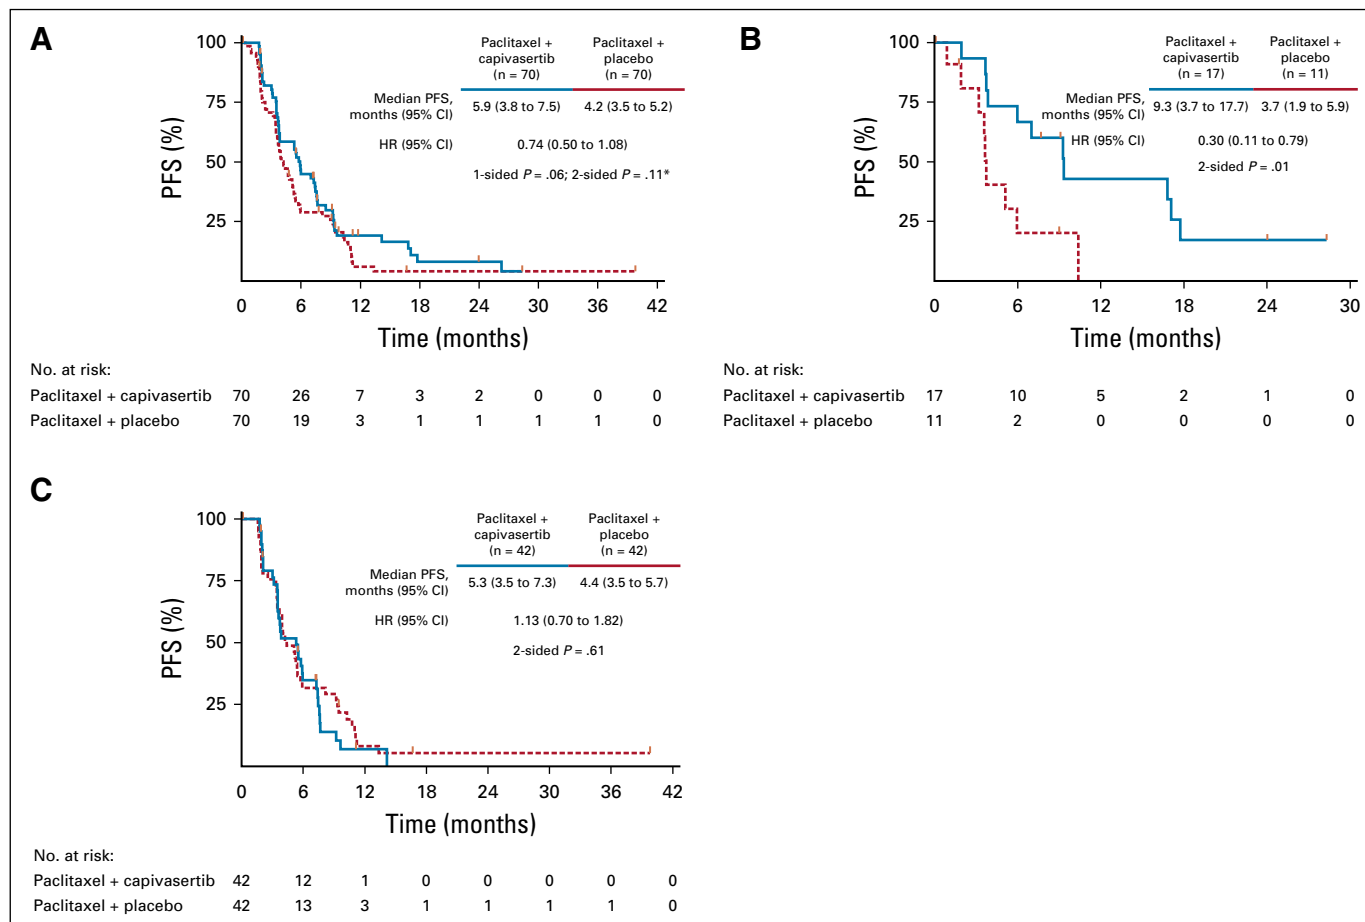 A
Paclitaxel + Paclitaxel +
capivasertib placebo
(n = 70) (n = 70)
Median PFS,
months (95% CI) 5.9 (3.8 to 7.5) 4.2 (3.5 to 5.2)
HR (95% CI) 0.74 (0.50 to 1.08)
1-sided P = .06; 2-sided P = .11*
PFS (%)
100
75
50
25
0 6 12 18 24 30 36 42
Time (months)
No. at risk:
Paclitaxel + capivasertib 70 26 7 3 2 0 0 0
Paclitaxel + placebo 70 19 3 1 1 1 1 0
B
Paclitaxel + Paclitaxel +
capivasertib placebo
(n = 17) (n = 11)
Median PFS,
months (95% CI) 9.3 (3.7 to 17.7) 3.7 (1.9 to 5.9)
HR (95% CI) 0.30 (0.11 to 0.79)
2-sided P = .01
PFS (%)
100
75
50
25
0 6 12 18 24 30
Time (months)
No. at risk:
Paclitaxel + capivasertib 17 10 5 2 1 0
Paclitaxel + placebo 11 2 0 0 0 0
C
Paclitaxel + Paclitaxel +
capivasertib placebo
(n = 42) (n = 42)
Median PFS,
months (95% CI) 5.3 (3.5 to 7.3) 4.4 (3.5 to 5.7)
HR (95% CI) 1.13 (0.70 to 1.82)
2-sided P = .61
PFS (%)
100
75
50
25
0 6 12 18 24 30 36 42
Time (months)
No. at risk:
Paclitaxel + capivasertib 42 12 1 0 0 0 0 0
Paclitaxel + placebo 42 13 3 1 1 1 1 0